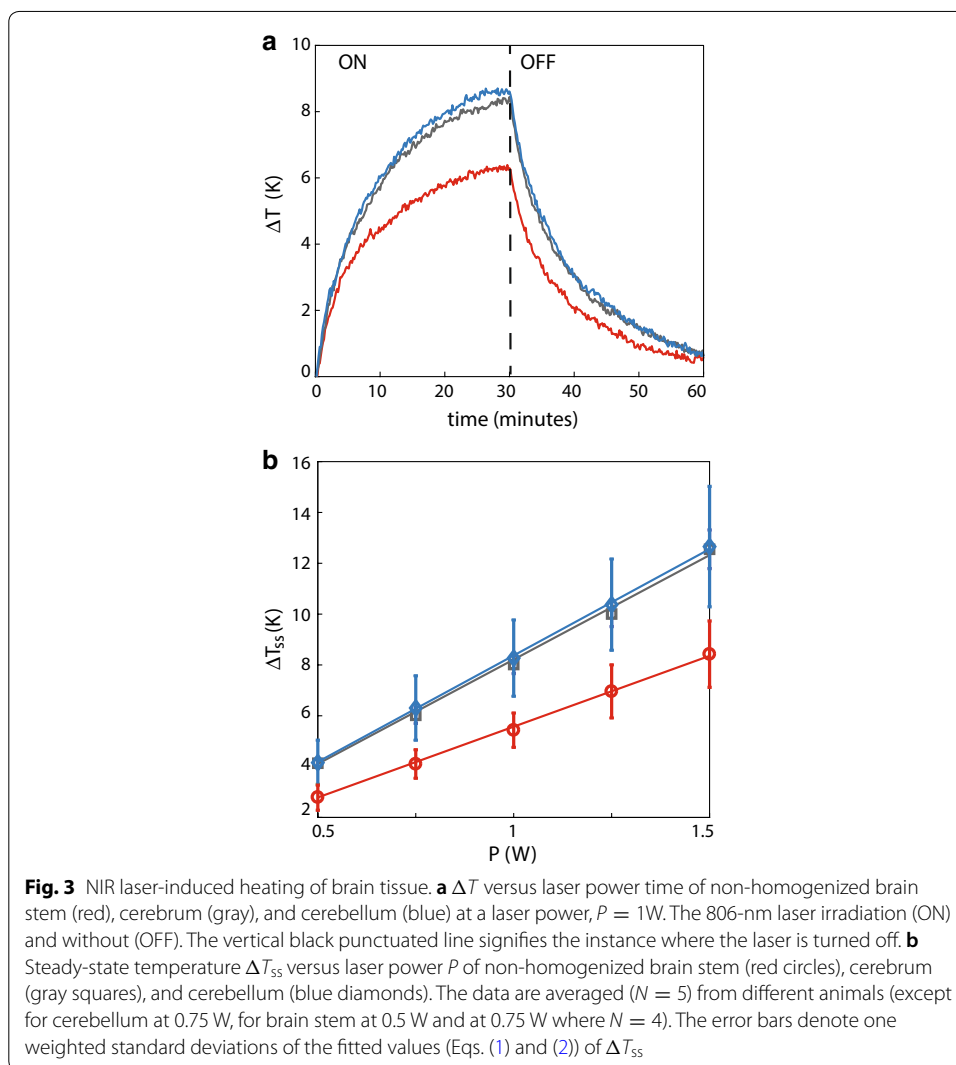 a
ON
OFF
8
6
4
2
0
ΔT (K)
0
10
20
30
40
50
60
time (minutes)
b
16
14
12
10
8
6
4
2
ΔTss (K)
0.5
1
1.5
P (W)
Fig. 3 NIR laser-induced heating of brain tissue. a ΔT versus laser power time of non-homogenized brain
stem (red), cerebrum (gray), and cerebellum (blue) at a laser power, P = 1W. The 806-nm laser irradiation (ON)
and without (OFF). The vertical black punctuated line signifies the instance where the laser is turned off. b
Steady-state temperature ΔTss versus laser power P of non-homogenized brain stem (red circles), cerebrum
(gray squares), and cerebellum (blue diamonds). The data are averaged (N = 5) from different animals (except
for cerebellum at 0.75 W, for brain stem at 0.5 W and at 0.75 W where N = 4). The error bars denote one
weighted standard deviations of the fitted values (Eqs. (1) and (2)) of ΔTss